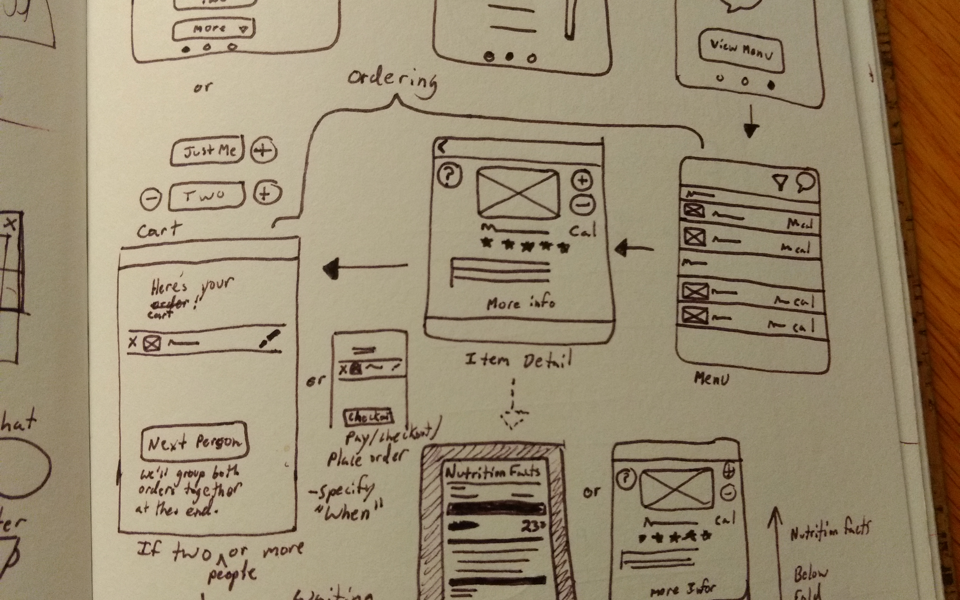 More
View Menu
or
ordering
Just Me
Two
Cart
Here's your
order
cart !
Next Person
we'll group both
orders together
at the end.
If two or more
people
or
checkout
Pay/checkout/
Place order
-specify
"When"
?
Cal
More info
Item Detail
cal
cal
cal
cal
Menu
Nutrition Facts
230
or
?
cal
more Infor
Nutrition facts
Below
Fold
hat